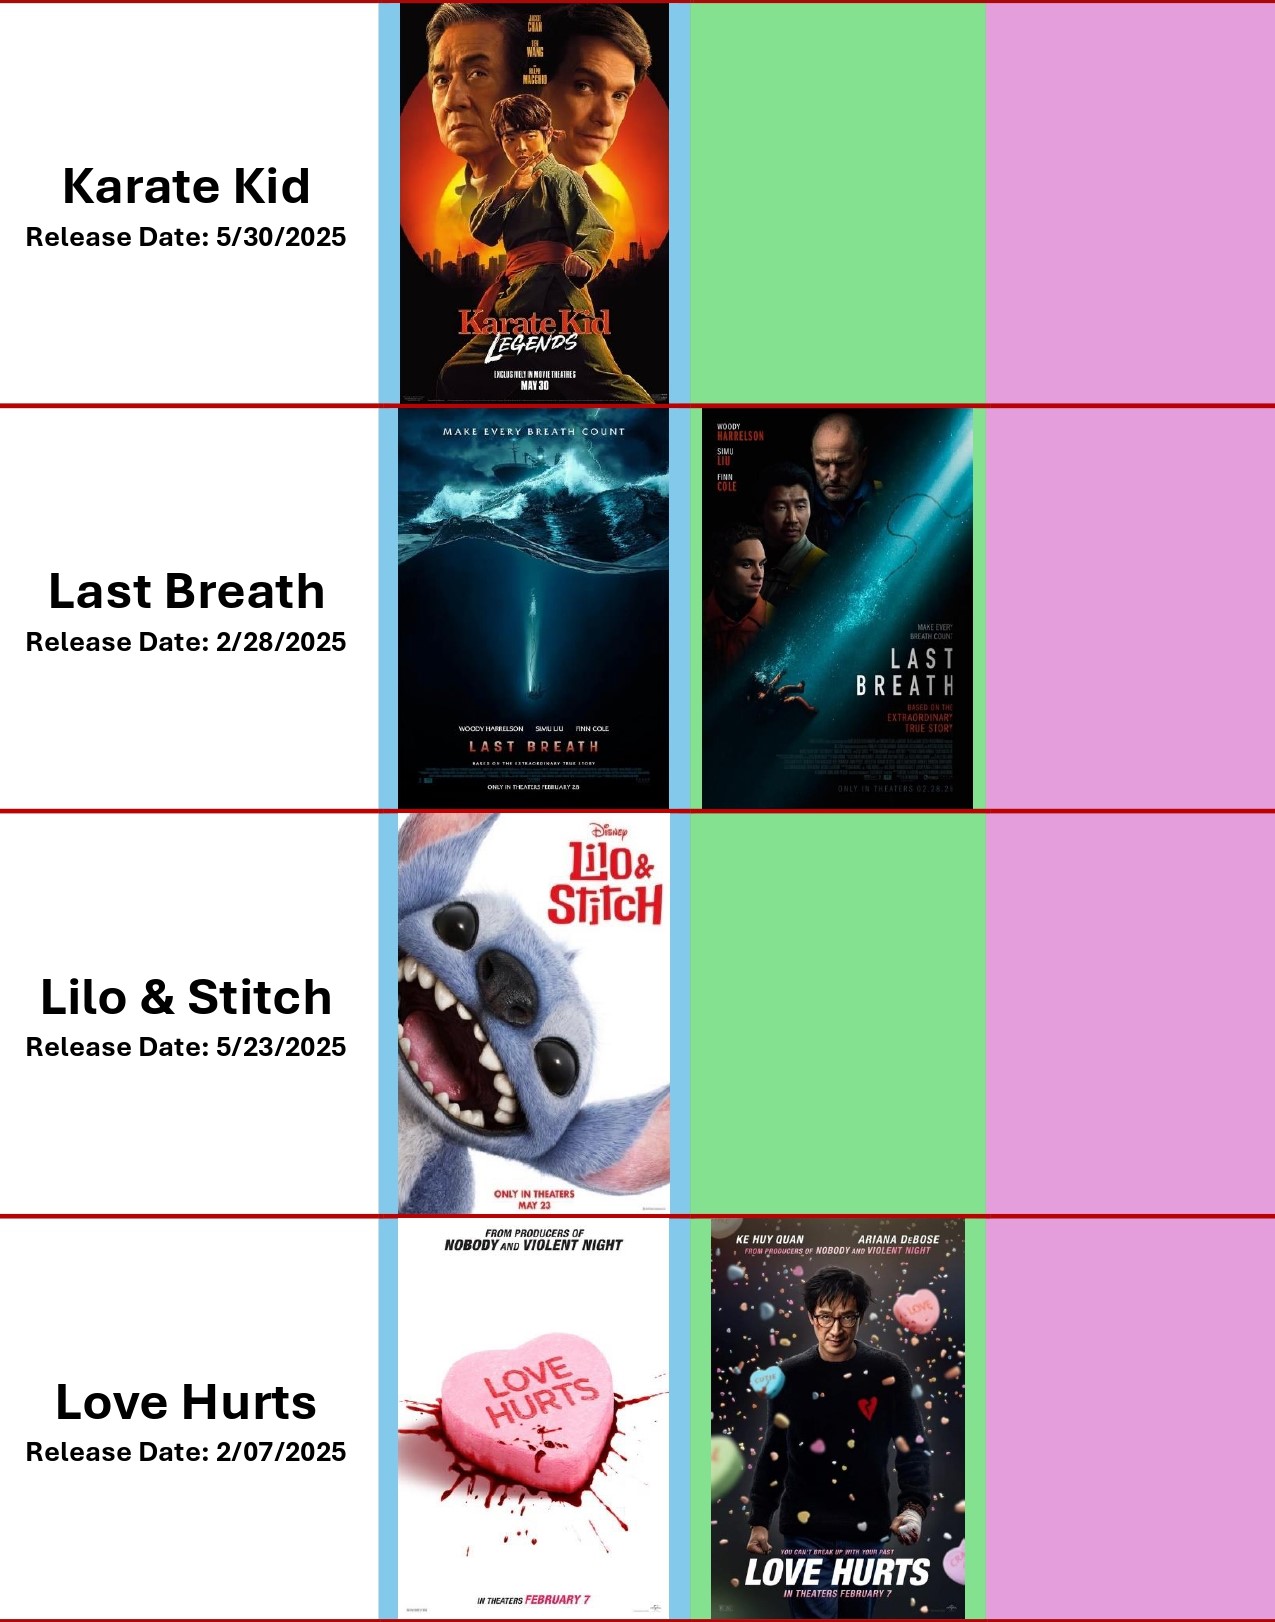 Karate Kid
Release Date: 5/30/2025
JACKIE
CHAN
BEN
WANG
RALPH
MACCHIO
Karate Kid
LEGENDS
EXCLUSIVELY IN MOVIE THEATRES
MAY 30
Last Breath
Release Date: 2/28/2025
MAKE EVERY BREATH COUNT
WOODY HARRELSON SIMU LIU FINN COLE
LAST BREATH
BASED ON THE EXTRAORDINARY TRUE STORY
ONLY IN THEATERS FEBRUARY 28
WOODY
HARRELSON
SIMU
LIU
FINN
COLE
MAKE EVERY
BREATH COUNT
LAST
BREATH
BASED ON THE
EXTRAORDINARY
TRUE STORY
ONLY IN THEATERS
Lilo & Stitch
Release Date: 5/23/2025
DISNEY
Lilo &
Stitch
ONLY IN THEATERS
MAY 23
Love Hurts
Release Date: 2/07/2025
FROM PRODUCERS OF
NOBODY AND VIOLENT NIGHT
LOVE
HURTS
IN THEATERS FEBRUARY 7
KE HUY QUAN ARIANA DeBOSE
FROM PRODUCERS OF NOBODY AND VIOLENT NIGHT
LOVE
CUTIE
YOU CAN'T BREAK UP WITH YOUR PAST
LOVE HURTS
IN THEATERS FEBRUARY 7